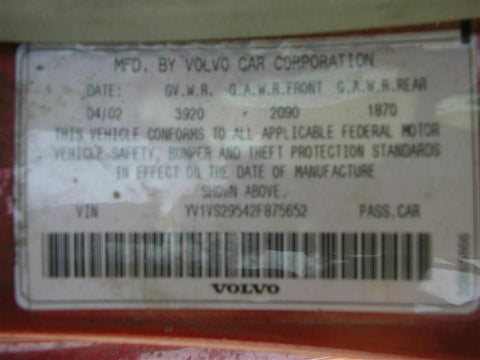 MFD. BY VOLVO CAR CORPORATION
DATE: GV.W.R. G.A.W.R.FRONT G.A.W.R.REAR
04/02 3920 2090 1870
THIS VEHICLE CONFORMS TO ALL APPLICABLE FEDERAL MOTOR
VEHICLE SAFETY, BUMPER AND THEFT PROTECTION STANDARDS
IN EFFECT ON THE DATE OF MANUFACTURE
SHOWN ABOVE.
VIN YV1VS29542F875652 PASS.CAR
VOLVO